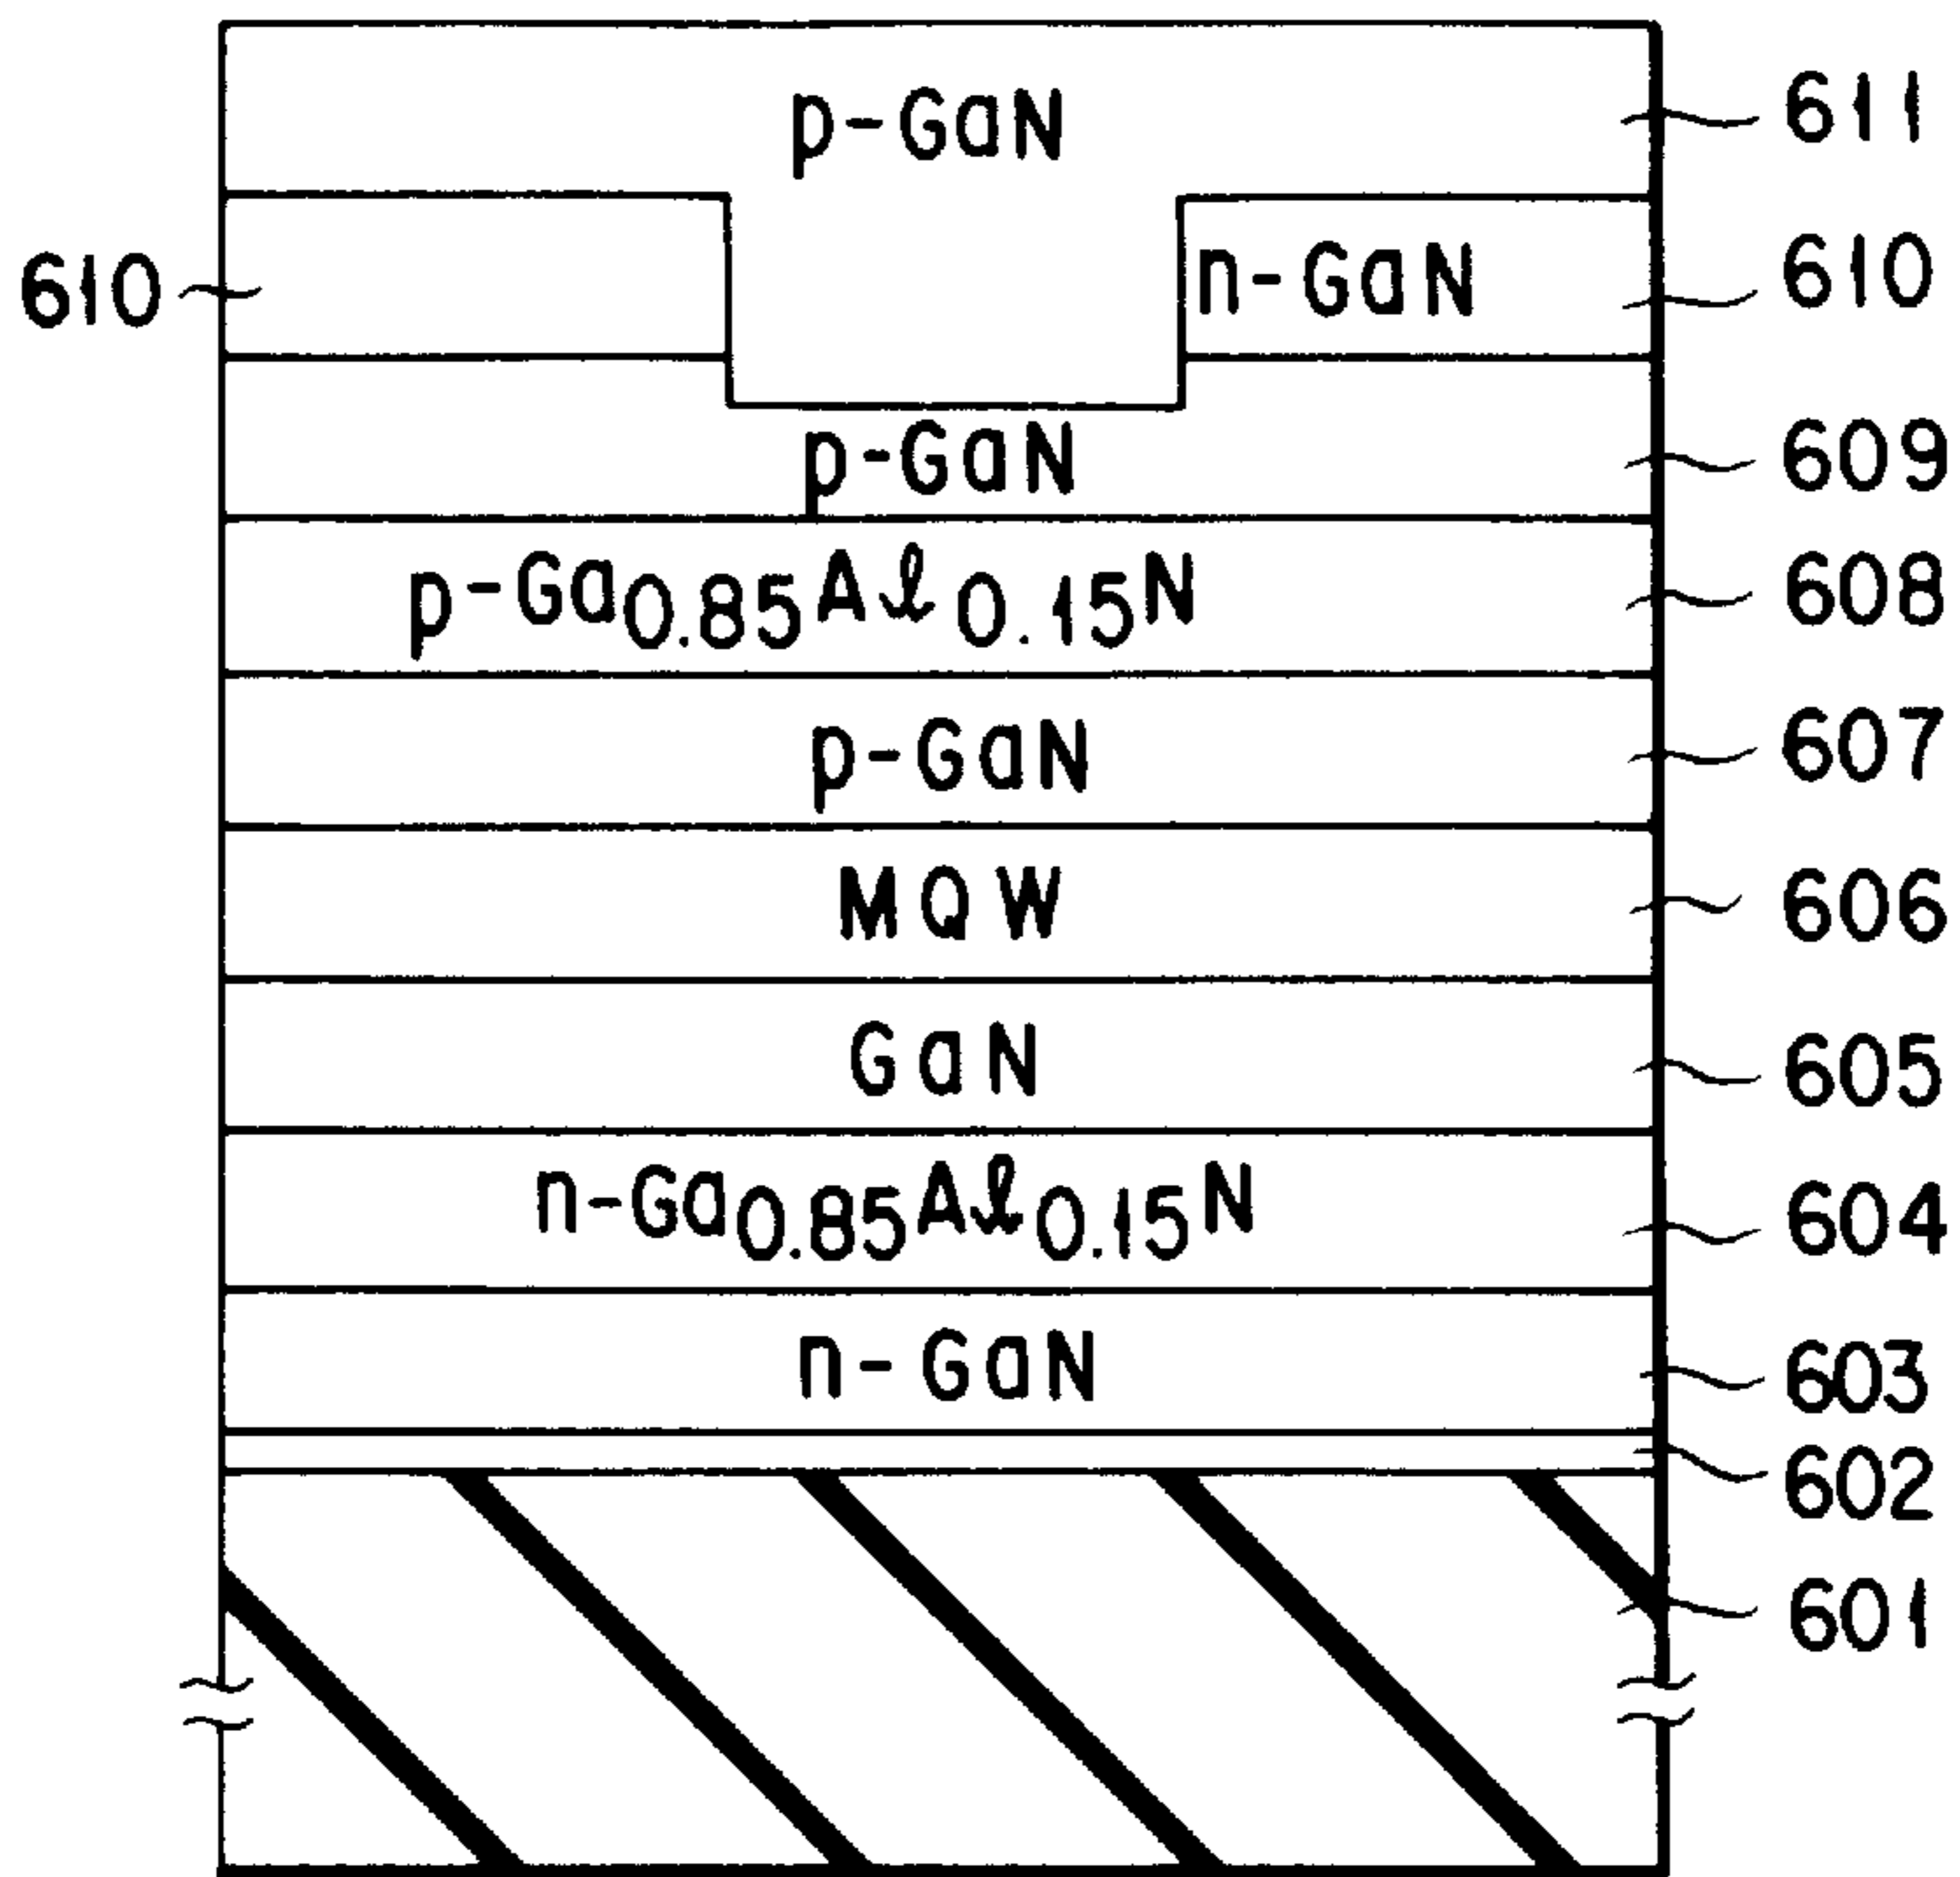 p-GaN 611
610 n-GaN 610
p-GaN 609
p-Ga0.85Al0.15N 608
p-GaN 607
MQW 606
GaN 605
n-Ga0.85Al0.15N 604
n-GaN 603
602
601